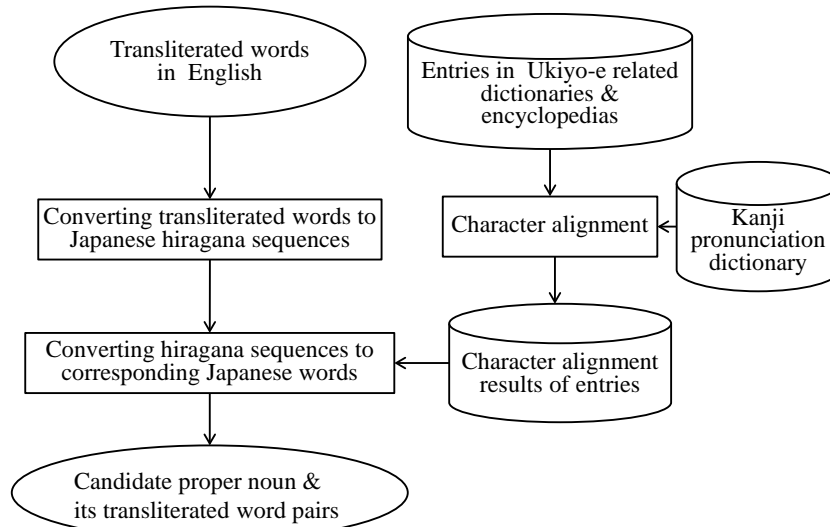 Transliterated words
in English
Entries in Ukiyo-e related
dictionaries &
encyclopedias
Converting transliterated words to
Japanese hiragana sequences
Character alignment
Kanji
pronunciation
dictionary
Converting hiragana sequences to
corresponding Japanese words
Character alignment
results of entries
Candidate proper noun &
its transliterated word pairs